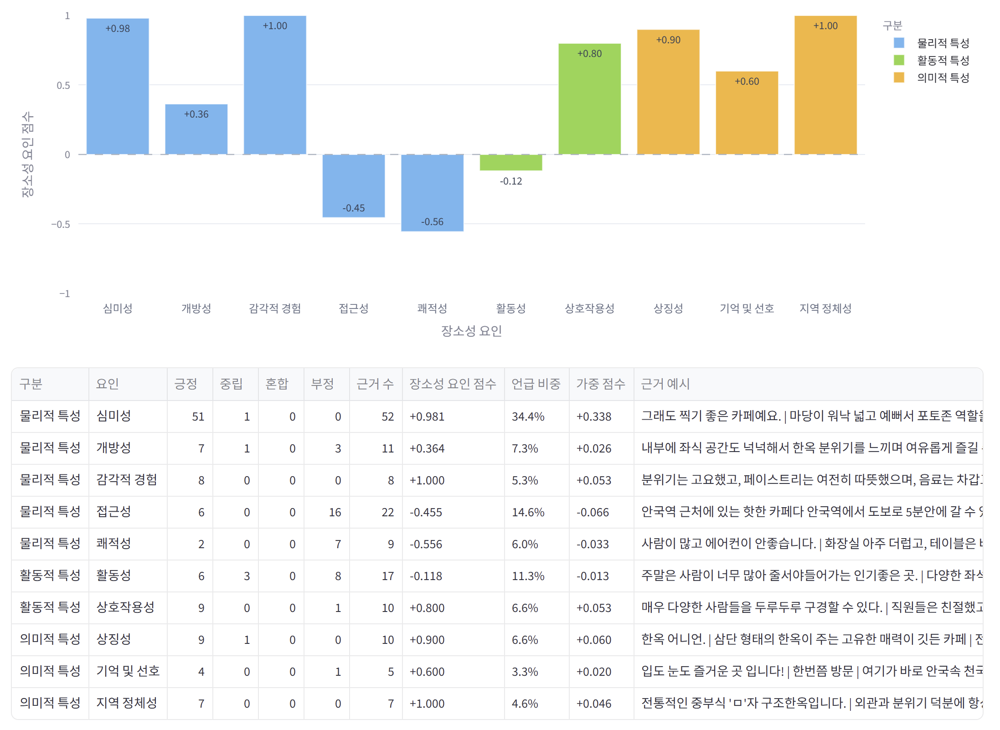 1
0.5
0
−0.5
−1
장소성 요인 점수
+0.98
+0.36
+1.00
-0.45
-0.56
-0.12
+0.80
+0.90
+0.60
+1.00
구분
물리적 특성
활동적 특성
의미적 특성
심미성 개방성 감각적 경험 접근성 쾌적성 활동성 상호작용성 상징성 기억 및 선호 지역 정체성
장소성 요인
구분 요인 긍정 중립 혼합 부정 근거 수 장소성 요인 점수 언급 비중 가중 점수 근거 예시
물리적 특성 심미성 51 1 0 0 52 +0.981 34.4% +0.338 그래도 찍기 좋은 카페예요. | 마당이 워낙 넓고 예뻐서 포토존 역할을
물리적 특성 개방성 7 1 0 3 11 +0.364 7.3% +0.026 내부에 좌식 공간도 넉넉해서 한옥 분위기를 느끼며 여유롭게 즐길
물리적 특성 감각적 경험 8 0 0 0 8 +1.000 5.3% +0.053 분위기는 고요했고, 페이스트리는 여전히 따뜻했으며, 음료는 차갑고
물리적 특성 접근성 6 0 0 16 22 -0.455 14.6% -0.066 안국역 근처에 있는 핫한 카페다 안국역에서 도보로 5분안에 갈 수
물리적 특성 쾌적성 2 0 0 7 9 -0.556 6.0% -0.033 사람이 많고 에어컨이 안좋습니다. | 화장실 아주 더럽고, 테이블은
활동적 특성 활동성 6 3 0 8 17 -0.118 11.3% -0.013 주말은 사람이 너무 많아 줄서야들어가는 인기좋은 곳. | 다양한 좌석
활동적 특성 상호작용성 9 0 0 1 10 +0.800 6.6% +0.053 매우 다양한 사람들을 두루두루 구경할 수 있다. | 직원들은 친절했고
의미적 특성 상징성 9 1 0 0 10 +0.900 6.6% +0.060 한옥 어니언. | 삼단 형태의 한옥이 주는 고유한 매력이 깃든 카페 |
의미적 특성 기억 및 선호 4 0 0 1 5 +0.600 3.3% +0.020 입도 눈도 즐거운 곳 입니다! | 한번쯤 방문 | 여기가 바로 안국속 천국
의미적 특성 지역 정체성 7 0 0 0 7 +1.000 4.6% +0.046 전통적인 중부식 'ㅁ'자 구조한옥입니다. | 외관과 분위기 덕분에 항상